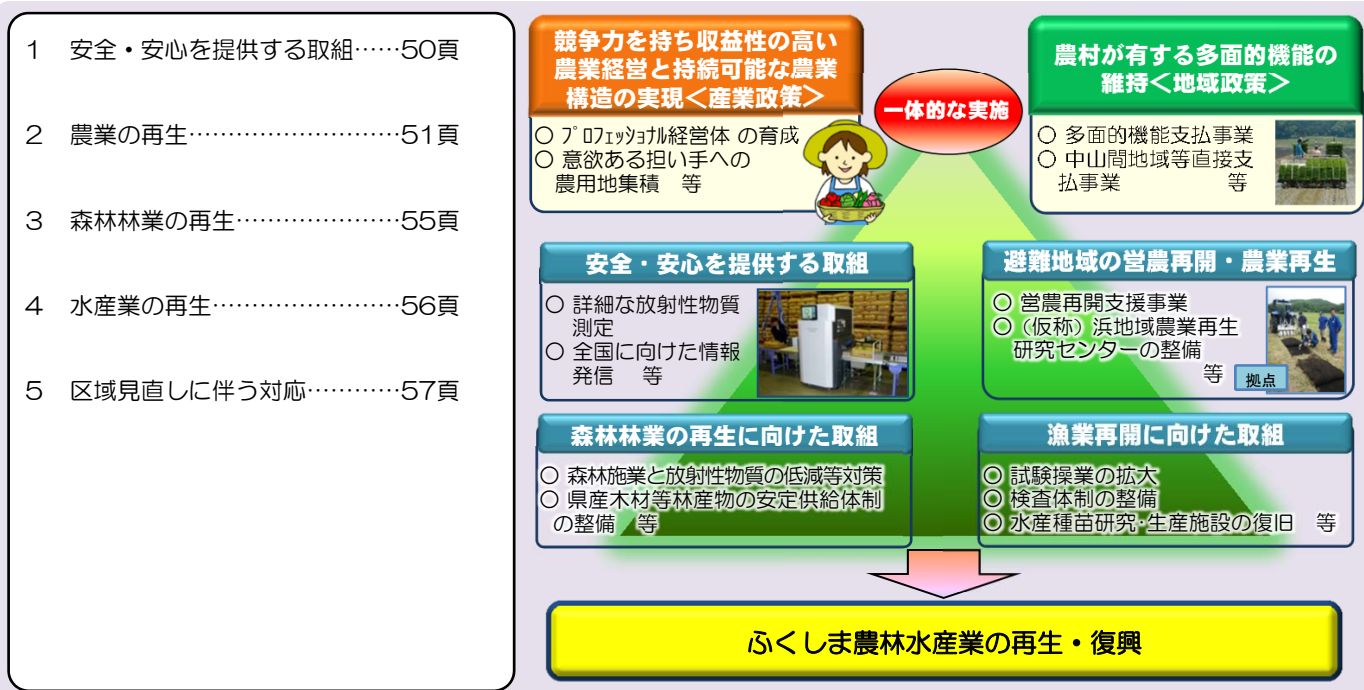 1　安全・安心を提供する取組……50頁
2　農業の再生………………………51頁
3　森林林業の再生…………………55頁
4　水産業の再生……………………56頁
5　区域見直しに伴う対応…………57頁
競争力を持ち収益性の高い
農業経営と持続可能な農業
構造の実現＜産業政策＞
○ ﾌﾟﾛﾌｪｯｼｮﾅﾙ経営体 の育成
○ 意欲ある担い手への
農用地集積　等
一体的な実施
農村が有する多面的機能の
維持＜地域政策＞
○ 多面的機能支払事業
○ 中山間地域等直接支
払事業　　　　　　等
安全・安心を提供する取組
○ 詳細な放射性物質
測定
○ 全国に向けた情報
発信　等
避難地域の営農再開・農業再生
○ 営農再開支援事業
○（仮称）浜地域農業再生
研究センターの整備
等
拠点
森林林業の再生に向けた取組
○ 森林施業と放射性物質の低減等対策
○ 県産木材等林産物の安定供給体制
の整備　等
漁業再開に向けた取組
○ 試験操業の拡大
○ 検査体制の整備
○ 水産種苗研究･生産施設の復旧　等
ふくしま農林水産業の再生・復興